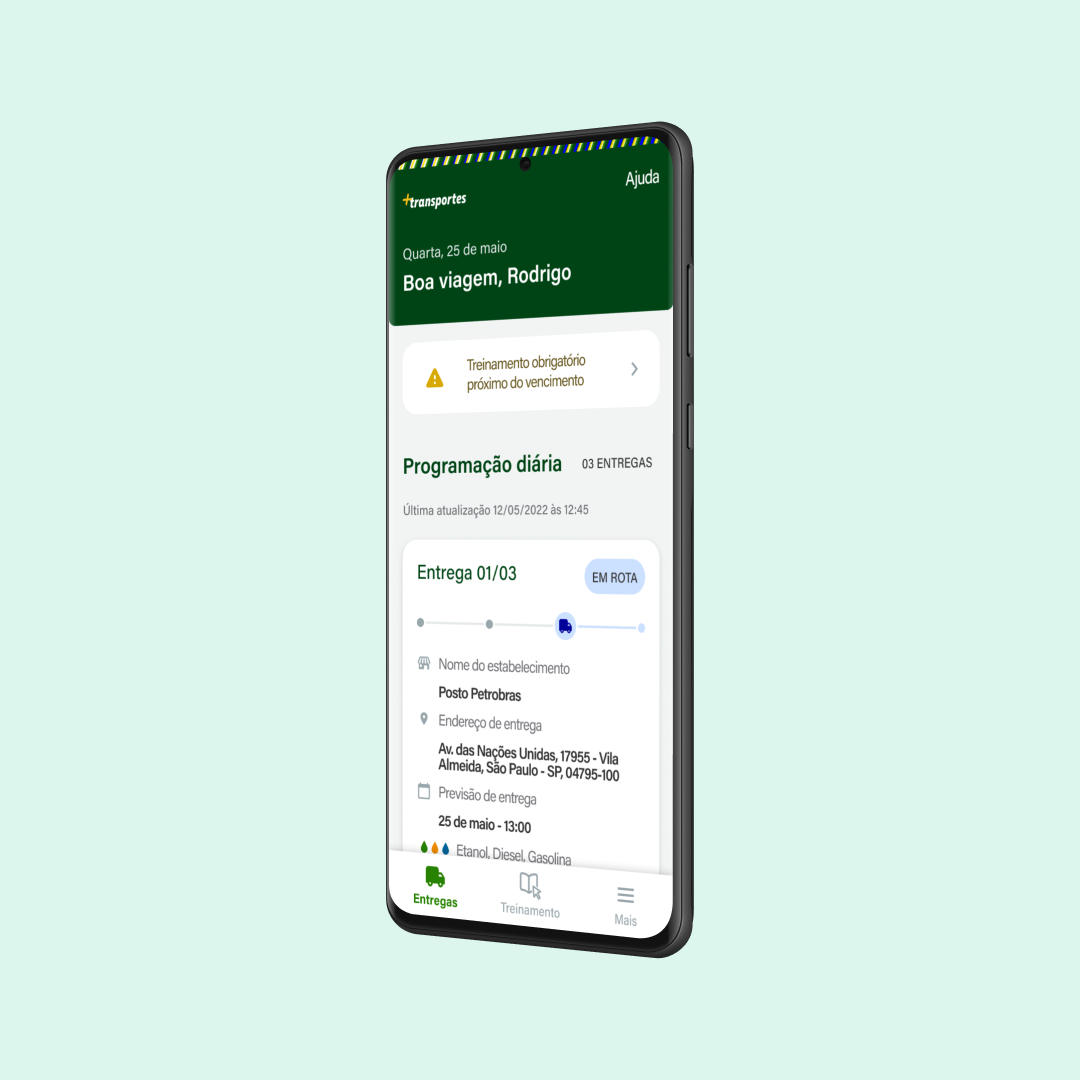 Ajuda
+transportes
Quarta, 25 de maio
Boa viagem, Rodrigo
Treinamento obrigatório
próximo do vencimento
Programação diária
03 ENTREGAS
Última atualização 12/05/2022 às 12:45
Entrega 01/03
EM ROTA
Nome do estabelecimento
Posto Petrobras
Endereço de entrega
Av. das Nações Unidas, 17955 - Vila
Almeida, São Paulo - SP, 04795-100
Previsão de entrega
25 de maio - 13:00
Etanol, Diesel, Gasolina
Entregas
Treinamento
Mais